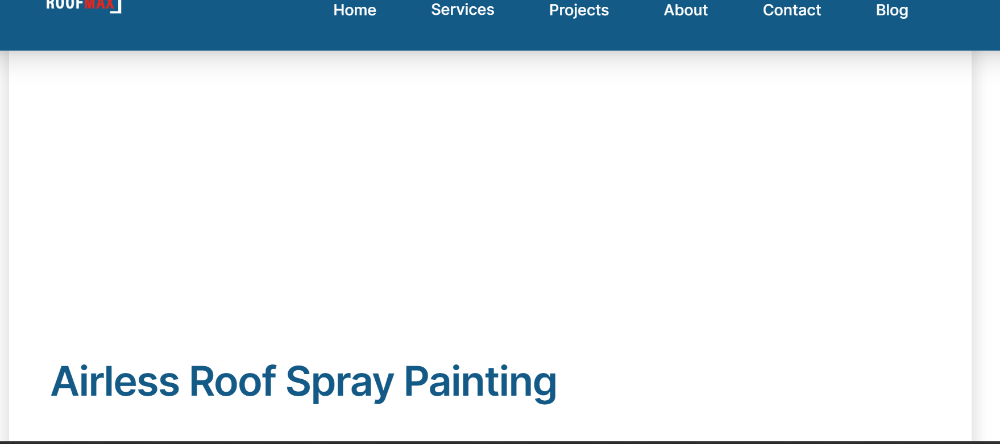 ROOFMAX
Home Services Projects About Contact Blog
Airless Roof Spray Painting